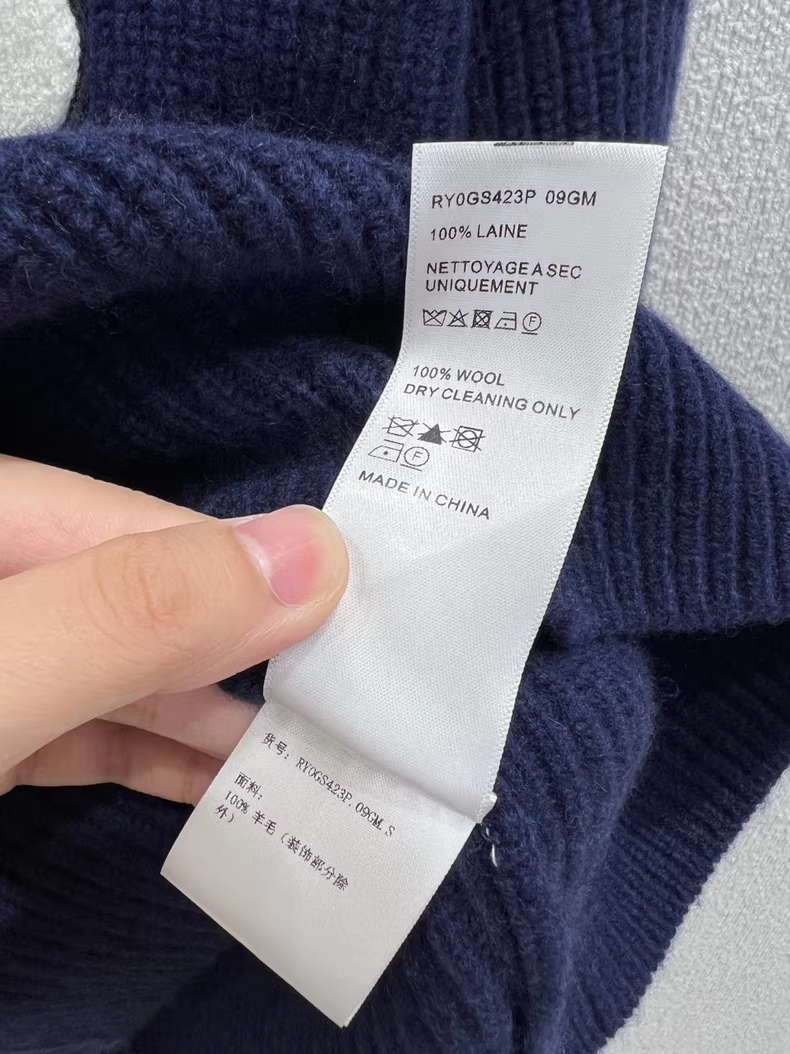 RY0GS423P 09GM
100% LAINE
NETTOYAGE A SEC
UNIQUEMENT
F
100% WOOL
DRY CLEANING ONLY
F
MADE IN CHINA
货号: RY0GS423P.09GM.S
面料:
100% 羊毛 (装饰部分除
外)